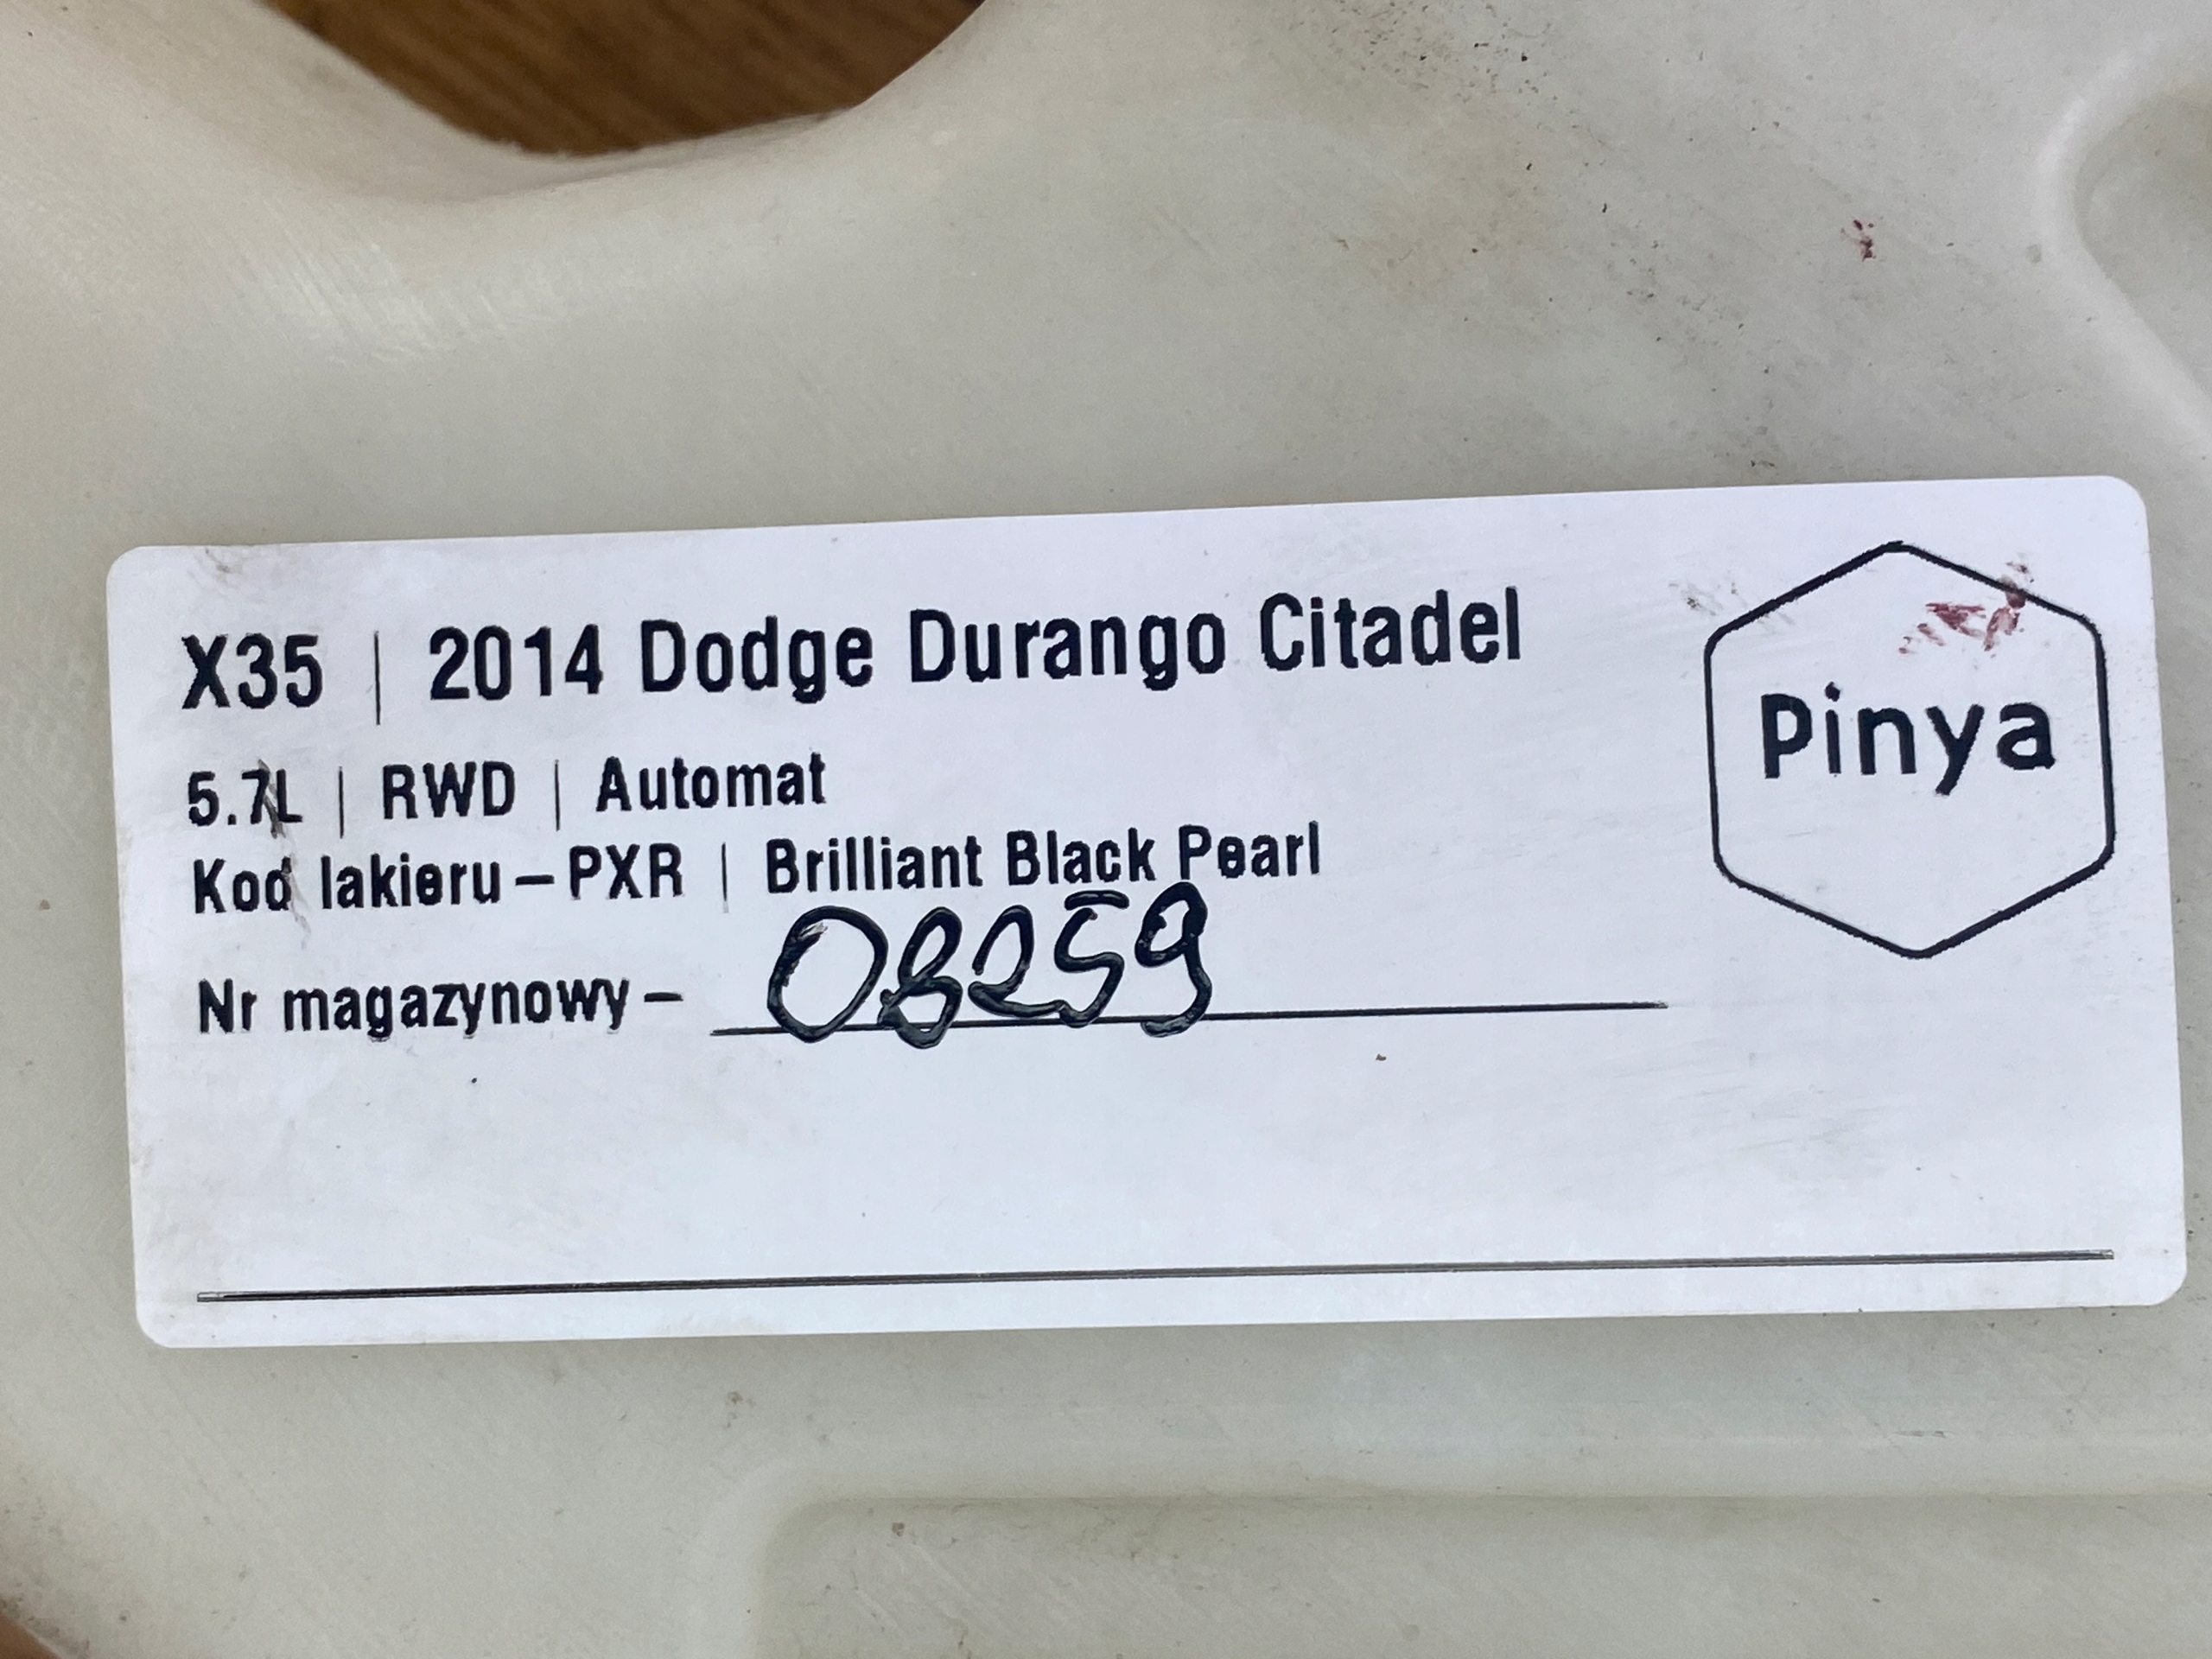 X35 | 2014 Dodge Durango Citadel
5.7L | RWD | Automat
Kod lakieru – PXR | Brilliant Black Pearl
Nr magazynowy – 08259
Pinya